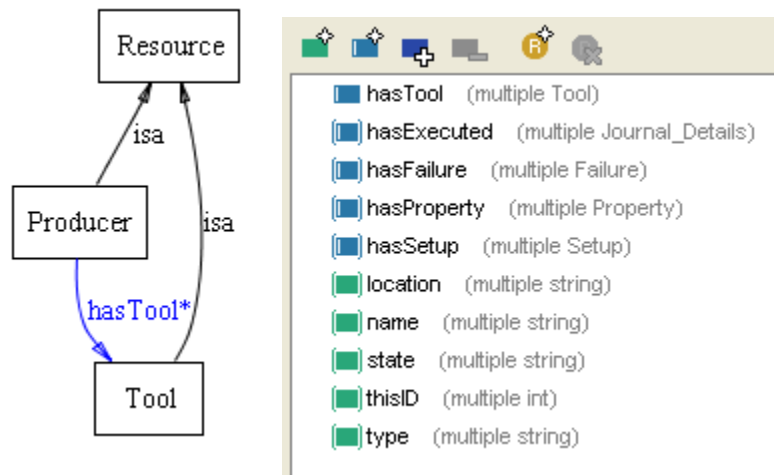 Resource
isa
isa
Producer
hasTool*
Tool
R
hasTool (multiple Tool)
hasExecuted (multiple Journal_Details)
hasFailure (multiple Failure)
hasProperty (multiple Property)
hasSetup (multiple Setup)
location (multiple string)
name (multiple string)
state (multiple string)
thisID (multiple int)
type (multiple string)